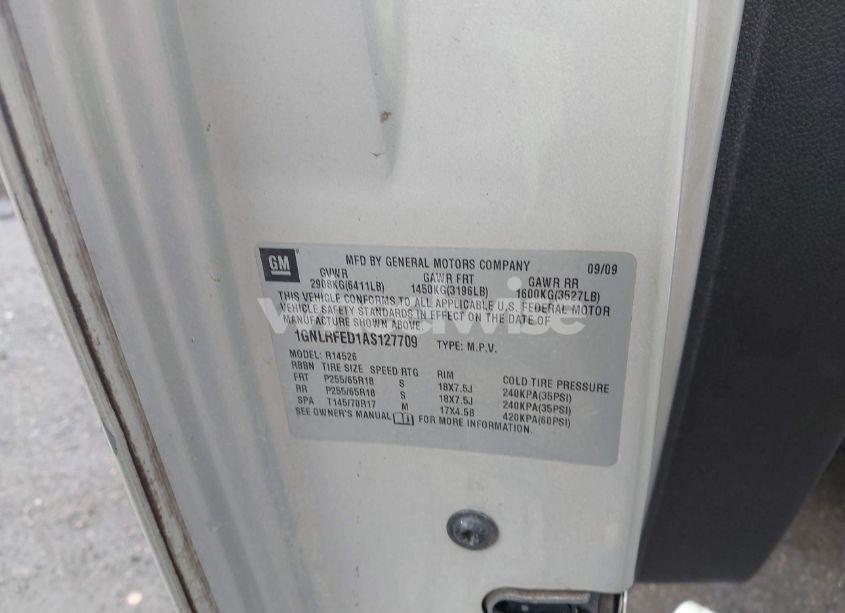 GM
MFD BY GENERAL MOTORS COMPANY 09/09
GVWR GAWR FRT GAWR RR
2908KG(6411LB) 1450KG(3196LB) 1600KG(3527LB)
THIS VEHICLE CONFORMS TO ALL APPLICABLE U.S. FEDERAL MOTOR
VEHICLE SAFETY STANDARDS IN EFFECT ON THE DATE OF
MANUFACTURE SHOWN ABOVE.
1GNLRFED1AS127709 TYPE: M.P.V.
MODEL: R14526
RBBN TIRE SIZE SPEED RTG RIM COLD TIRE PRESSURE
FRT P255/65R18 S 18X7.5J 240KPA(35PSI)
RR P255/65R18 S 18X7.5J 240KPA(35PSI)
SPA T145/70R17 M 17X4.5B 420KPA(60PSI)
SEE OWNER'S MANUAL FOR MORE INFORMATION.